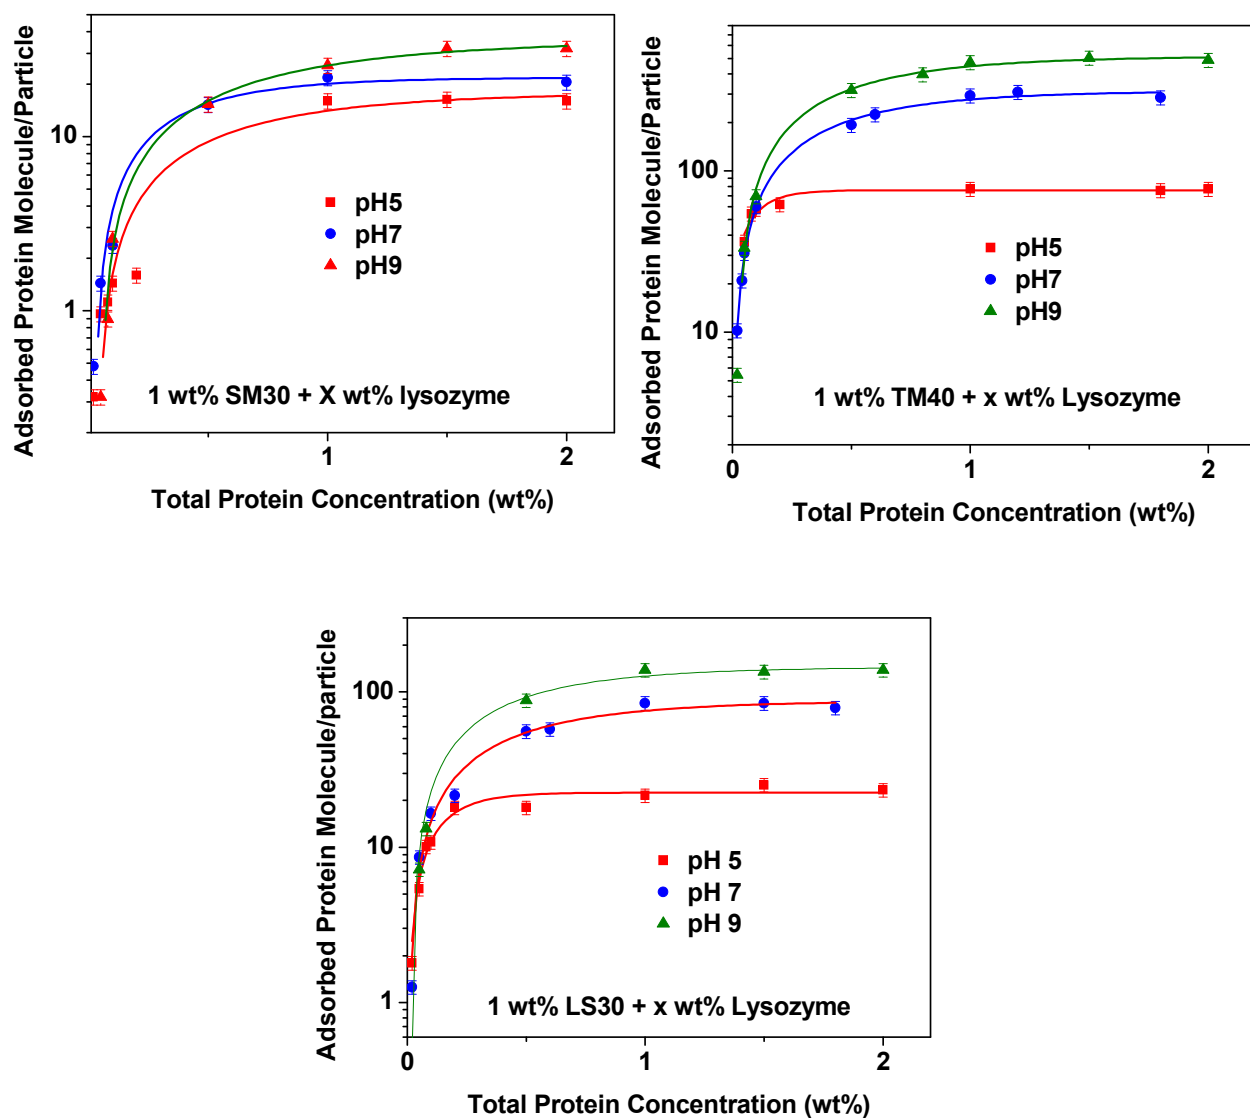 Adsorbed Protein Molecule/Particle
10
1
pH5
pH7
pH9
1 wt% SM30 + X wt% lysozyme
1
2
Total Protein Concentration (wt%)
Adsorbed Protein Molecule/Particle
100
10
pH5
pH7
pH9
1 wt% TM40 + x wt% Lysozyme
0
1
2
Total Protein Concentration (wt%)
Adsorbed Protein Molecule/particle
100
10
1
pH 5
pH 7
pH 9
1 wt% LS30 + x wt% Lysozyme
0
1
2
Total Protein Concentration (wt%)